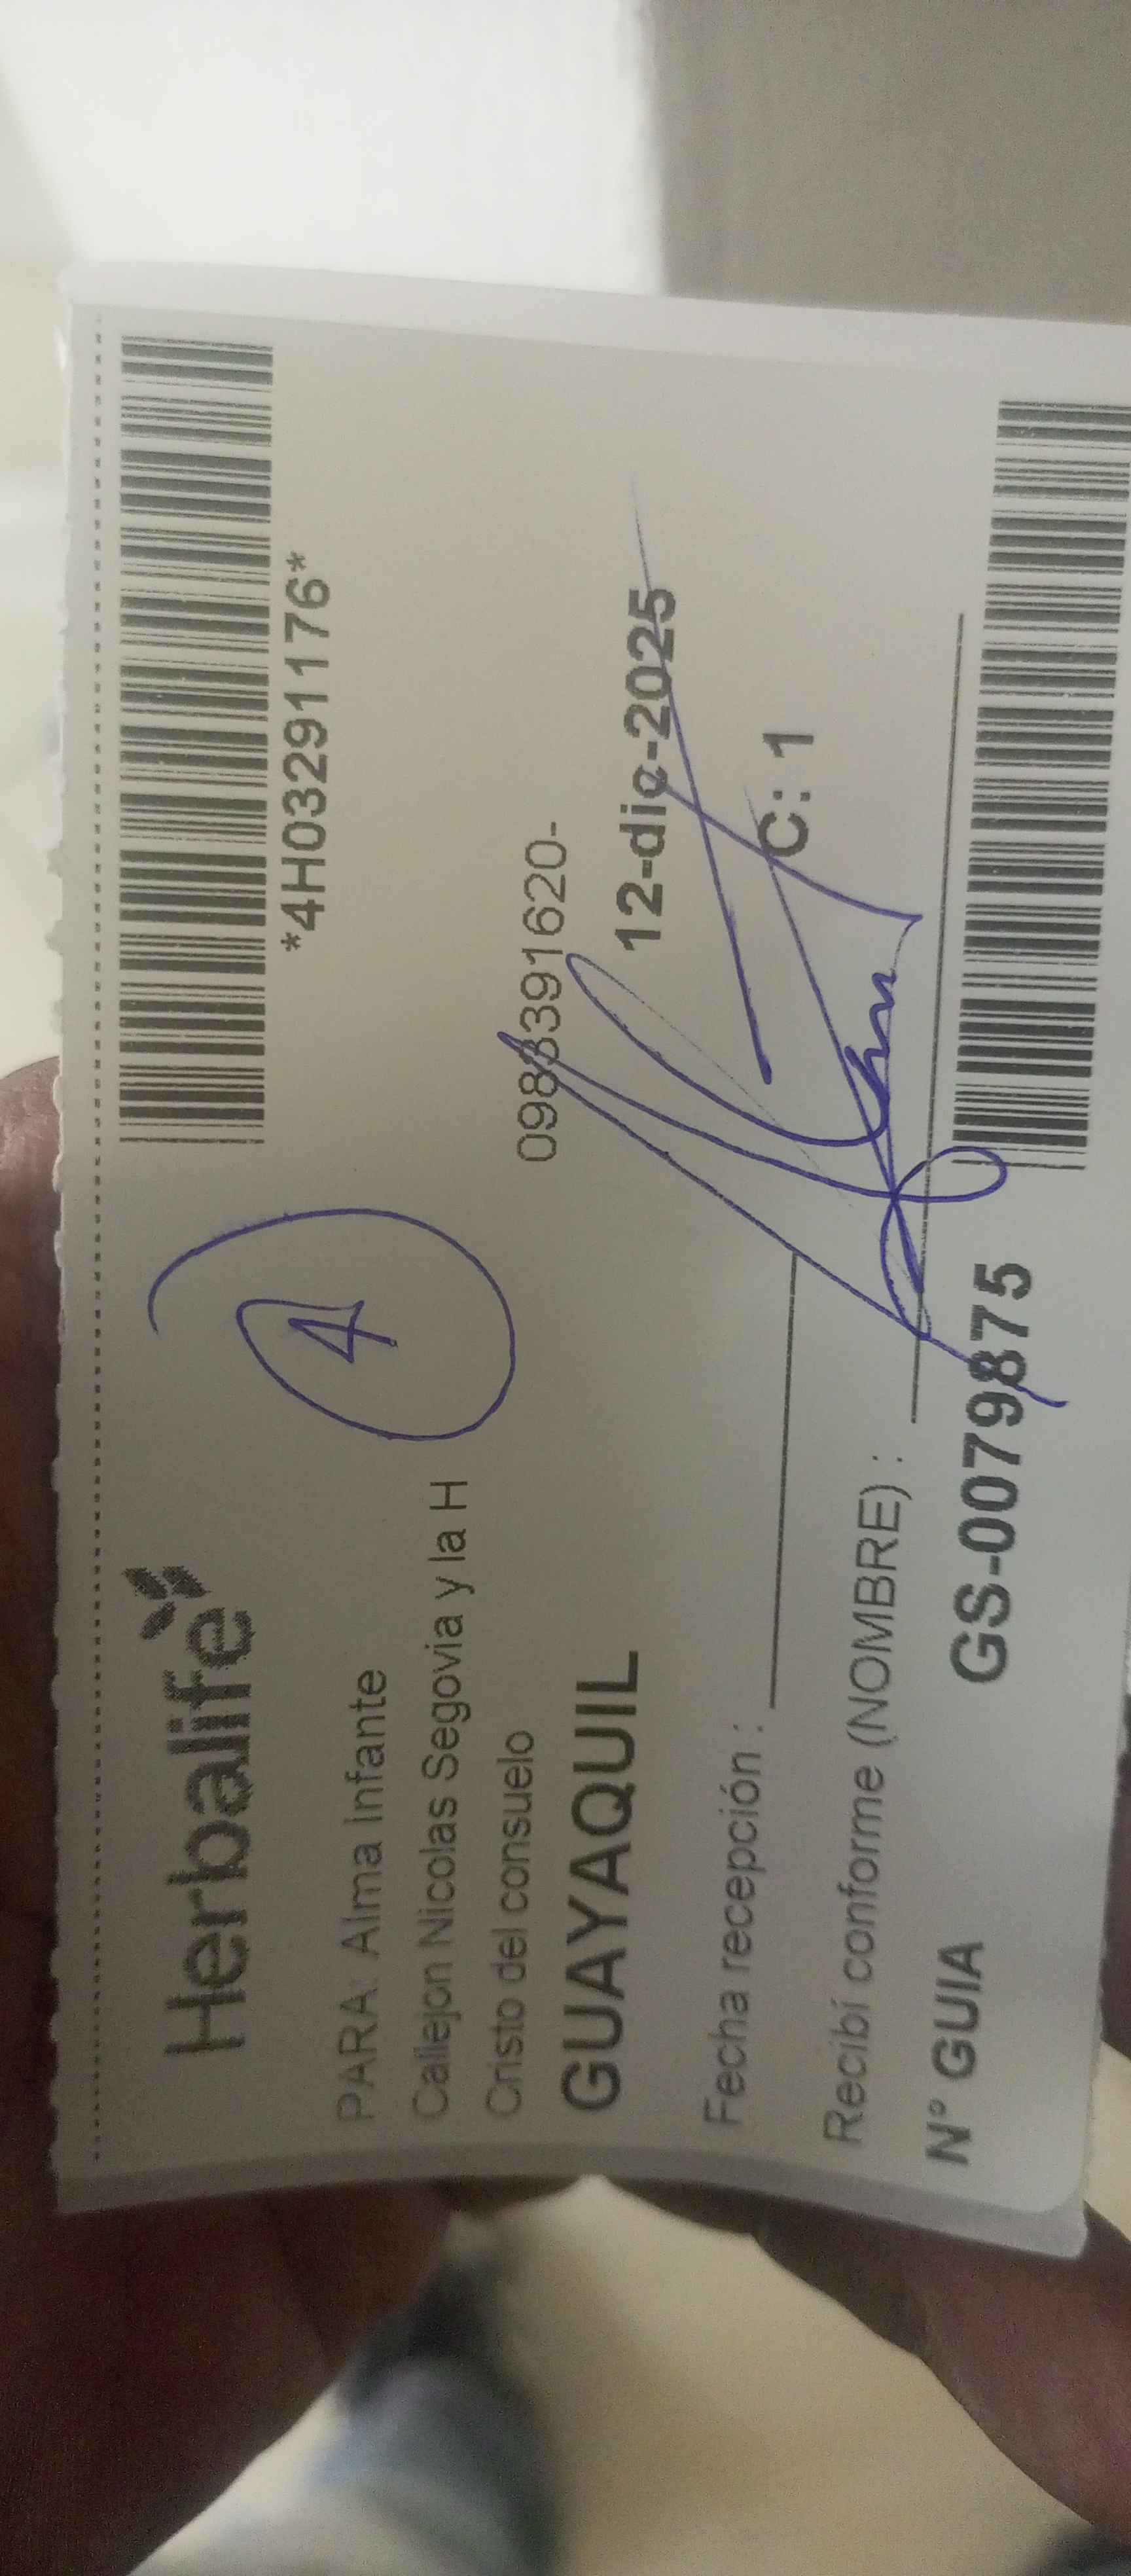 Herbalife
*4H03291176*
4
PARA: Alma Infante
Callejon Nicolas Segovia y la H
Cristo del consuelo
0983391620-
GUAYAQUIL
12-dic-2025
Fecha recepción :
C: 1
Recibí conforme (NOMBRE) :
N° GUIA GS-0079875